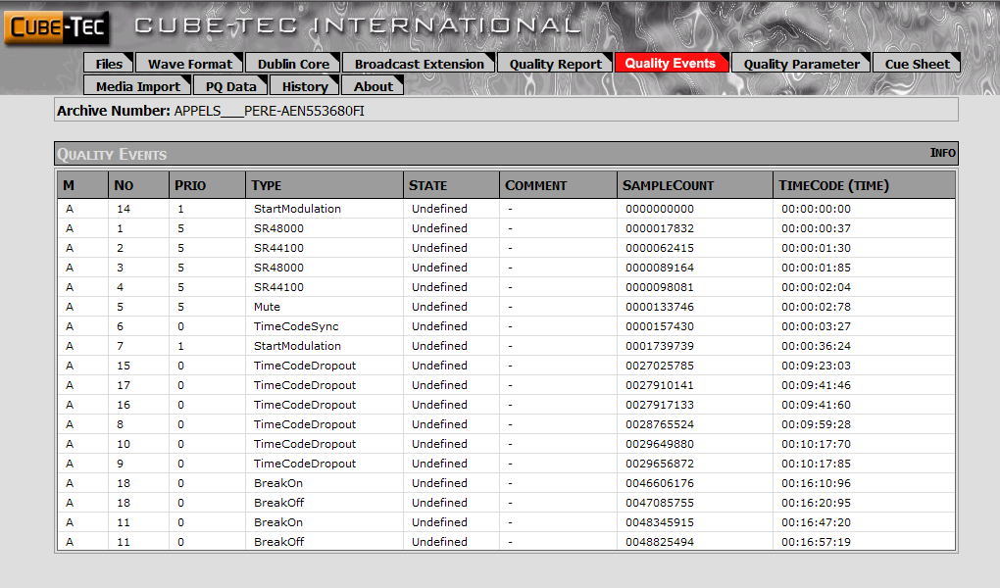 CUBE-TEC CUBE-TEC INTERNATIONAL
Files Wave Format Dublin Core Broadcast Extension Quality Report Quality Events Quality Parameter Cue Sheet
Media Import PQ Data History About
Archive Number: APPELS___PERE-AEN553680FI
QUALITY EVENTS INFO
M NO PRIO TYPE STATE COMMENT SAMPLECOUNT TIMECODE (TIME)
A 14 1 StartModulation Undefined - 0000000000 00:00:00:00
A 1 5 SR48000 Undefined - 0000017832 00:00:00:37
A 2 5 SR44100 Undefined - 0000062415 00:00:01:30
A 3 5 SR48000 Undefined - 0000089164 00:00:01:85
A 4 5 SR44100 Undefined - 0000098081 00:00:02:04
A 5 5 Mute Undefined - 0000133746 00:00:02:78
A 6 0 TimeCodeSync Undefined - 0000157430 00:00:03:27
A 7 1 StartModulation Undefined - 0001739739 00:00:36:24
A 15 0 TimeCodeDropout Undefined - 0027025785 00:09:23:03
A 17 0 TimeCodeDropout Undefined - 0027910141 00:09:41:46
A 16 0 TimeCodeDropout Undefined - 0027917133 00:09:41:60
A 8 0 TimeCodeDropout Undefined - 0028765524 00:09:59:28
A 10 0 TimeCodeDropout Undefined - 0029649880 00:10:17:70
A 9 0 TimeCodeDropout Undefined - 0029656872 00:10:17:85
A 18 0 BreakOn Undefined - 0046606176 00:16:10:96
A 18 0 BreakOff Undefined - 0047085755 00:16:20:95
A 11 0 BreakOn Undefined - 0048345915 00:16:47:20
A 11 0 BreakOff Undefined - 0048825494 00:16:57:19